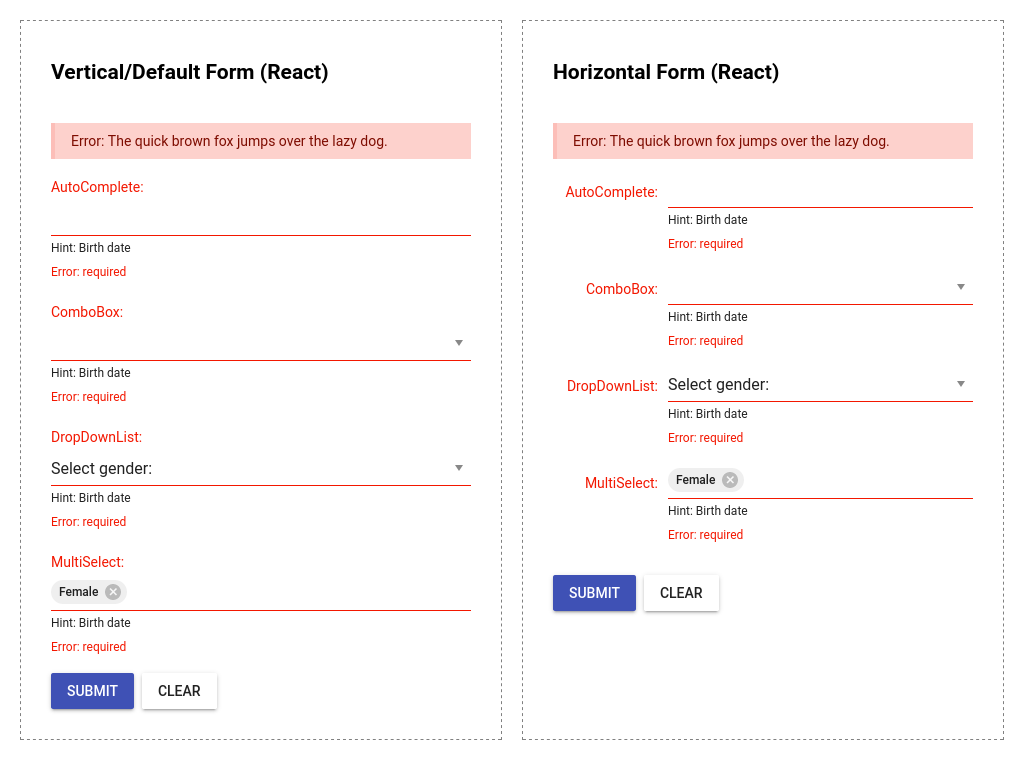 Vertical/Default Form (React)
Error: The quick brown fox jumps over the lazy dog.
AutoComplete:
Hint: Birth date
Error: required
ComboBox:
Hint: Birth date
Error: required
DropDownList:
Select gender:
Hint: Birth date
Error: required
MultiSelect:
Female
Hint: Birth date
Error: required
SUBMIT CLEAR
Horizontal Form (React)
Error: The quick brown fox jumps over the lazy dog.
AutoComplete:
Hint: Birth date
Error: required
ComboBox:
Hint: Birth date
Error: required
DropDownList: Select gender:
Hint: Birth date
Error: required
MultiSelect: Female
Hint: Birth date
Error: required
SUBMIT CLEAR